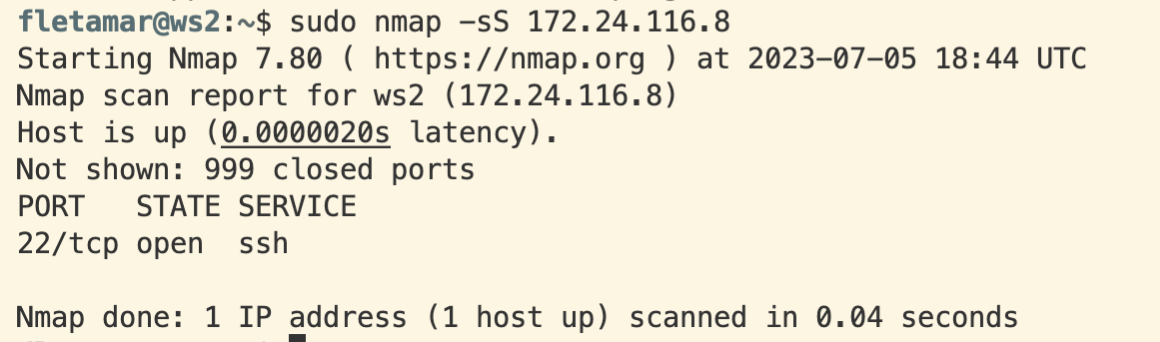 fletamar@ws2:~$ sudo nmap -sS 172.24.116.8
Starting Nmap 7.80 ( https://nmap.org ) at 2023-07-05 18:44 UTC
Nmap scan report for ws2 (172.24.116.8)
Host is up (0.0000020s latency).
Not shown: 999 closed ports
PORT   STATE SERVICE
22/tcp open  ssh
Nmap done: 1 IP address (1 host up) scanned in 0.04 seconds